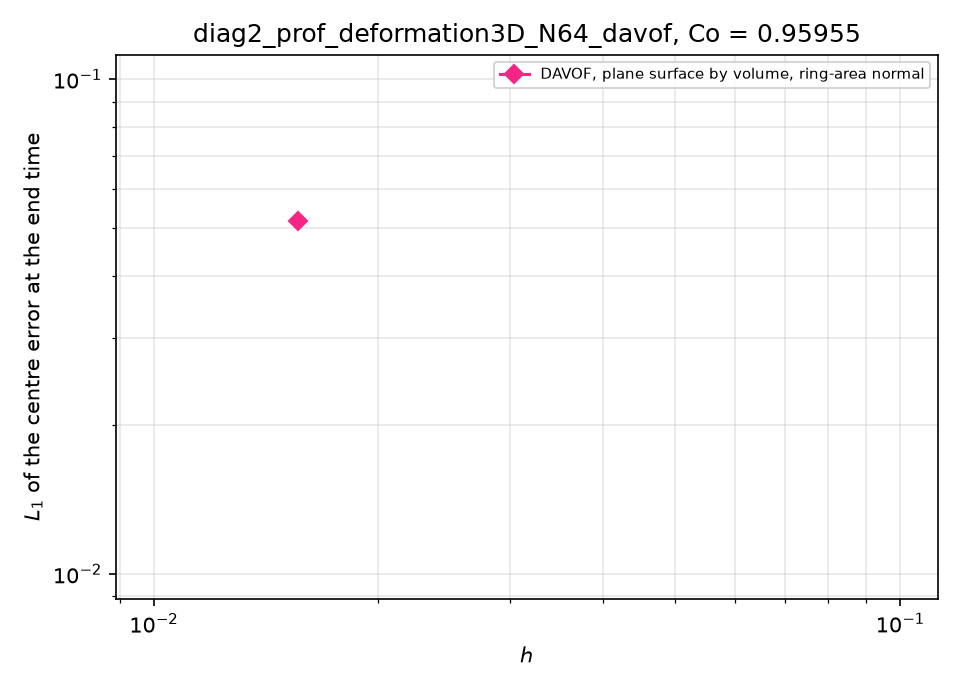 diag2_prof_deformation3D_N64_davof, Co = 0.95955
DAVOF, plane surface by volume, ring-area normal
L₁ of the centre error at the end time
10⁻¹
10⁻²
10⁻²
10⁻¹
h